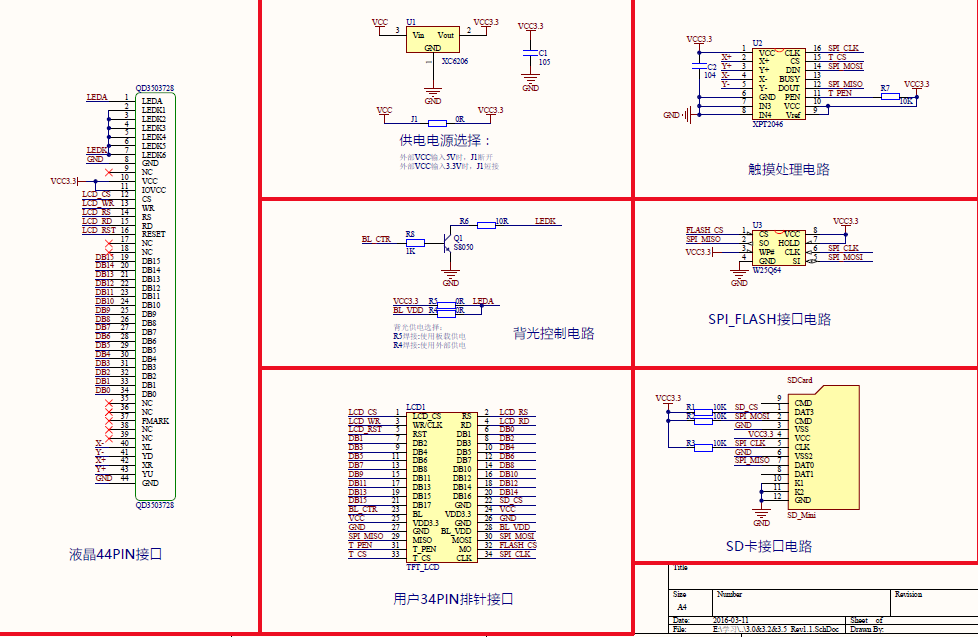 QD3503728
LEDA 1 LEDA
2 LEDK1
3 LEDK2
4 LEDK3
5 LEDK4
6 LEDK5
LEDK 7 LEDK6
GND 8 GND
9 NC
VCC3.3 10 VCC
11 IOVCC
LCD_CS 12 CS
LCD_WR 13 WR
LCD_RS 14 RS
LCD_RD 15 RD
LCD_RST 16 RESET
17 NC
18 NC
DB15 19 DB15
DB14 20 DB14
DB13 21 DB13
DB12 22 DB12
DB11 23 DB11
DB10 24 DB10
DB9 25 DB9
DB8 26 DB8
DB7 27 DB7
DB6 28 DB6
DB5 29 DB5
DB4 30 DB4
DB3 31 DB3
DB2 32 DB2
DB1 33 DB1
DB0 34 DB0
35 NC
36 NC
37 FMARK
38 NC
39 NC
X- 40 XL
Y- 41 YD
X+ 42 XR
Y+ 43 YU
GND 44 GND
QD3503728
液晶44PIN接口
VCC U1 VCC3.3 VCC3.3
3 Vin Vout 2
GND
1 XC6206
C1
105
GND GND
VCC VCC3.3
J1 0R
供电电源选择：
外部VCC输入5V时，J1断开
外部VCC输入3.3V时，J1短接
R6 10R LEDK
BL_CTR R8
1K
Q1
S8050
GND
VCC3.3 R5 0R LEDA
BL_VDD R4 0R
背光供电选择：
R5焊接:使用板载供电
R4焊接:使用外部供电
背光控制电路
LCD1
LCD_CS 1 LCD_CS RS 2 LCD_RS
LCD_WR 3 WR/CLK RD 4 LCD_RD
LCD_RST 5 RST DB1 6 DB0
DB1 7 DB2 DB3 8 DB2
DB3 9 DB4 DB5 10 DB4
DB5 11 DB6 DB7 12 DB6
DB7 13 DB8 DB10 14 DB8
DB9 15 DB11 DB12 16 DB10
DB11 17 DB13 DB14 18 DB12
DB13 19 DB15 DB16 20 DB14
DB15 21 DB17 GND 22 SD_CS
BL_CTR 23 BL VDD3.3 24 VCC
VCC 25 VDD3.3 GND 26 GND
GND 27 GND BL_VDD 28 BL_VDD
SPI_MISO 29 MISO MOSI 30 SPI_MOSI
T_PEN 31 T_PEN MO 32 FLASH_CS
T_CS 33 T_CS CLK 34 SPI_CLK
TFT_LCD
用户34PIN排针接口
VCC3.3 U2
1 VCC CLK 16 SPI_CLK
X+ 2 X+ CS 15 T_CS
Y+ 3 Y+ DIN 14 SPI_MOSI
X- 4 X- BUSY 13
Y- 5 Y- DOUT 12 SPI_MISO
6 GND PEN 11 T_PEN
7 IN3 VCC 10
8 IN4 Vref 9
C2
104
GND
R7 VCC3.3
10K
XPT2046
触摸处理电路
U3 VCC3.3
FLASH_CS 1 CS VCC 8
SPI_MISO 2 SO HOLD 7
VCC3.3 3 WP# CLK 6 SPI_CLK
4 GND SI 5 SPI_MOSI
W25Q64
GND
SPI_FLASH接口电路
SDCard
VCC3.3
9 CMD
R1 10K SD_CS 1 DAT3
R2 10K SPI_MOSI 2 CMD
GND 3 VSS
VCC3.3 4 VCC
R3 10K SPI_CLK 5 CLK
GND 6 VSS2
SPI_MISO 7 DAT0
8 DAT1
10 K1
11 K2
12 GND
SD_Mini
GND
SD卡接口电路
Title
Size Number Revision
A4
Date: 2016-03-11 Sheet of
File: E:\学习\..\3.0&3.2&3.5_Rev1.1.SchDoc Drawn By: